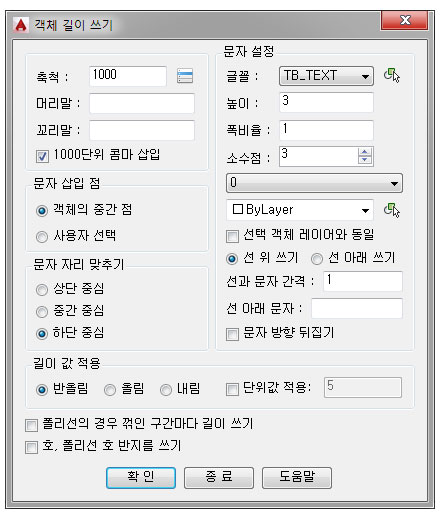 객체 길이 쓰기
축척 : 1000
머리말 :
꼬리말 :
1000단위 콤마 삽입
문자 삽입 점
객체의 중간 점
사용자 선택
문자 자리 맞추기
상단 중심
중간 중심
하단 중심
문자 설정
글꼴 : TB_TEXT
높이 : 3
폭비율 : 1
소수점 : 3
0
ByLayer
선택 객체 레이어와 동일
선 위 쓰기 선 아래 쓰기
선과 문자 간격 : 1
선 아래 문자 :
문자 방향 뒤집기
길이 값 적용
반올림 올림 내림 단위값 적용: 5
폴리선의 경우 꺾인 구간마다 길이 쓰기
호, 폴리선 호 반지름 쓰기
확 인 종 료 도움말